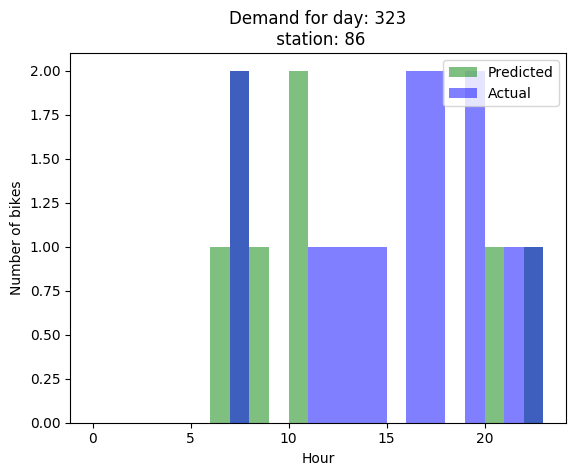 Demand for day: 323
station: 86
Predicted
Actual
Number of bikes
2.00
1.75
1.50
1.25
1.00
0.75
0.50
0.25
0.00
0 5 10 15 20
Hour